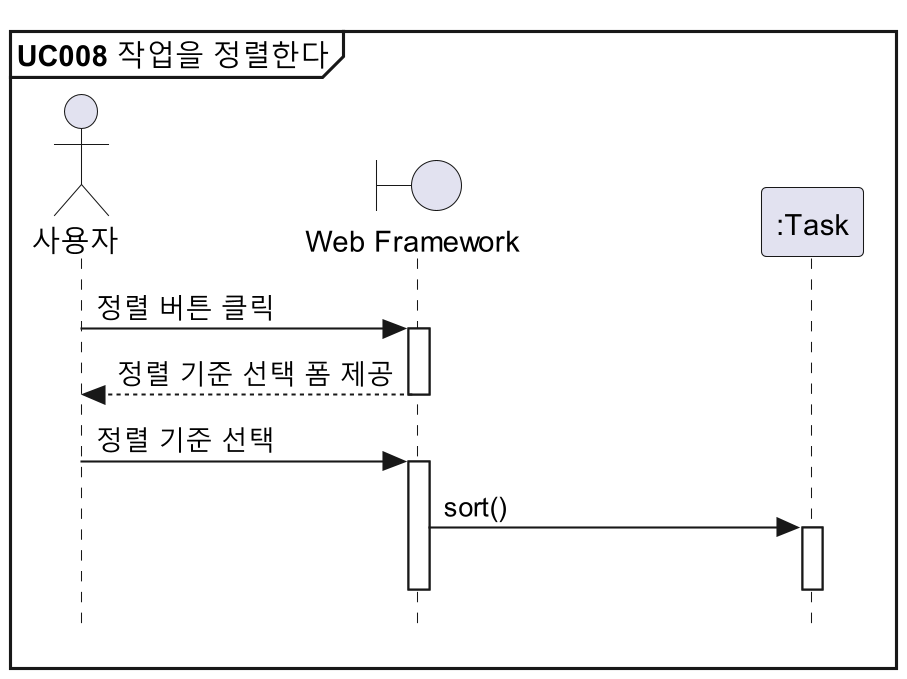 UC008 작업을 정렬한다
사용자
Web Framework
:Task
정렬 버튼 클릭
정렬 기준 선택 폼 제공
정렬 기준 선택
sort()